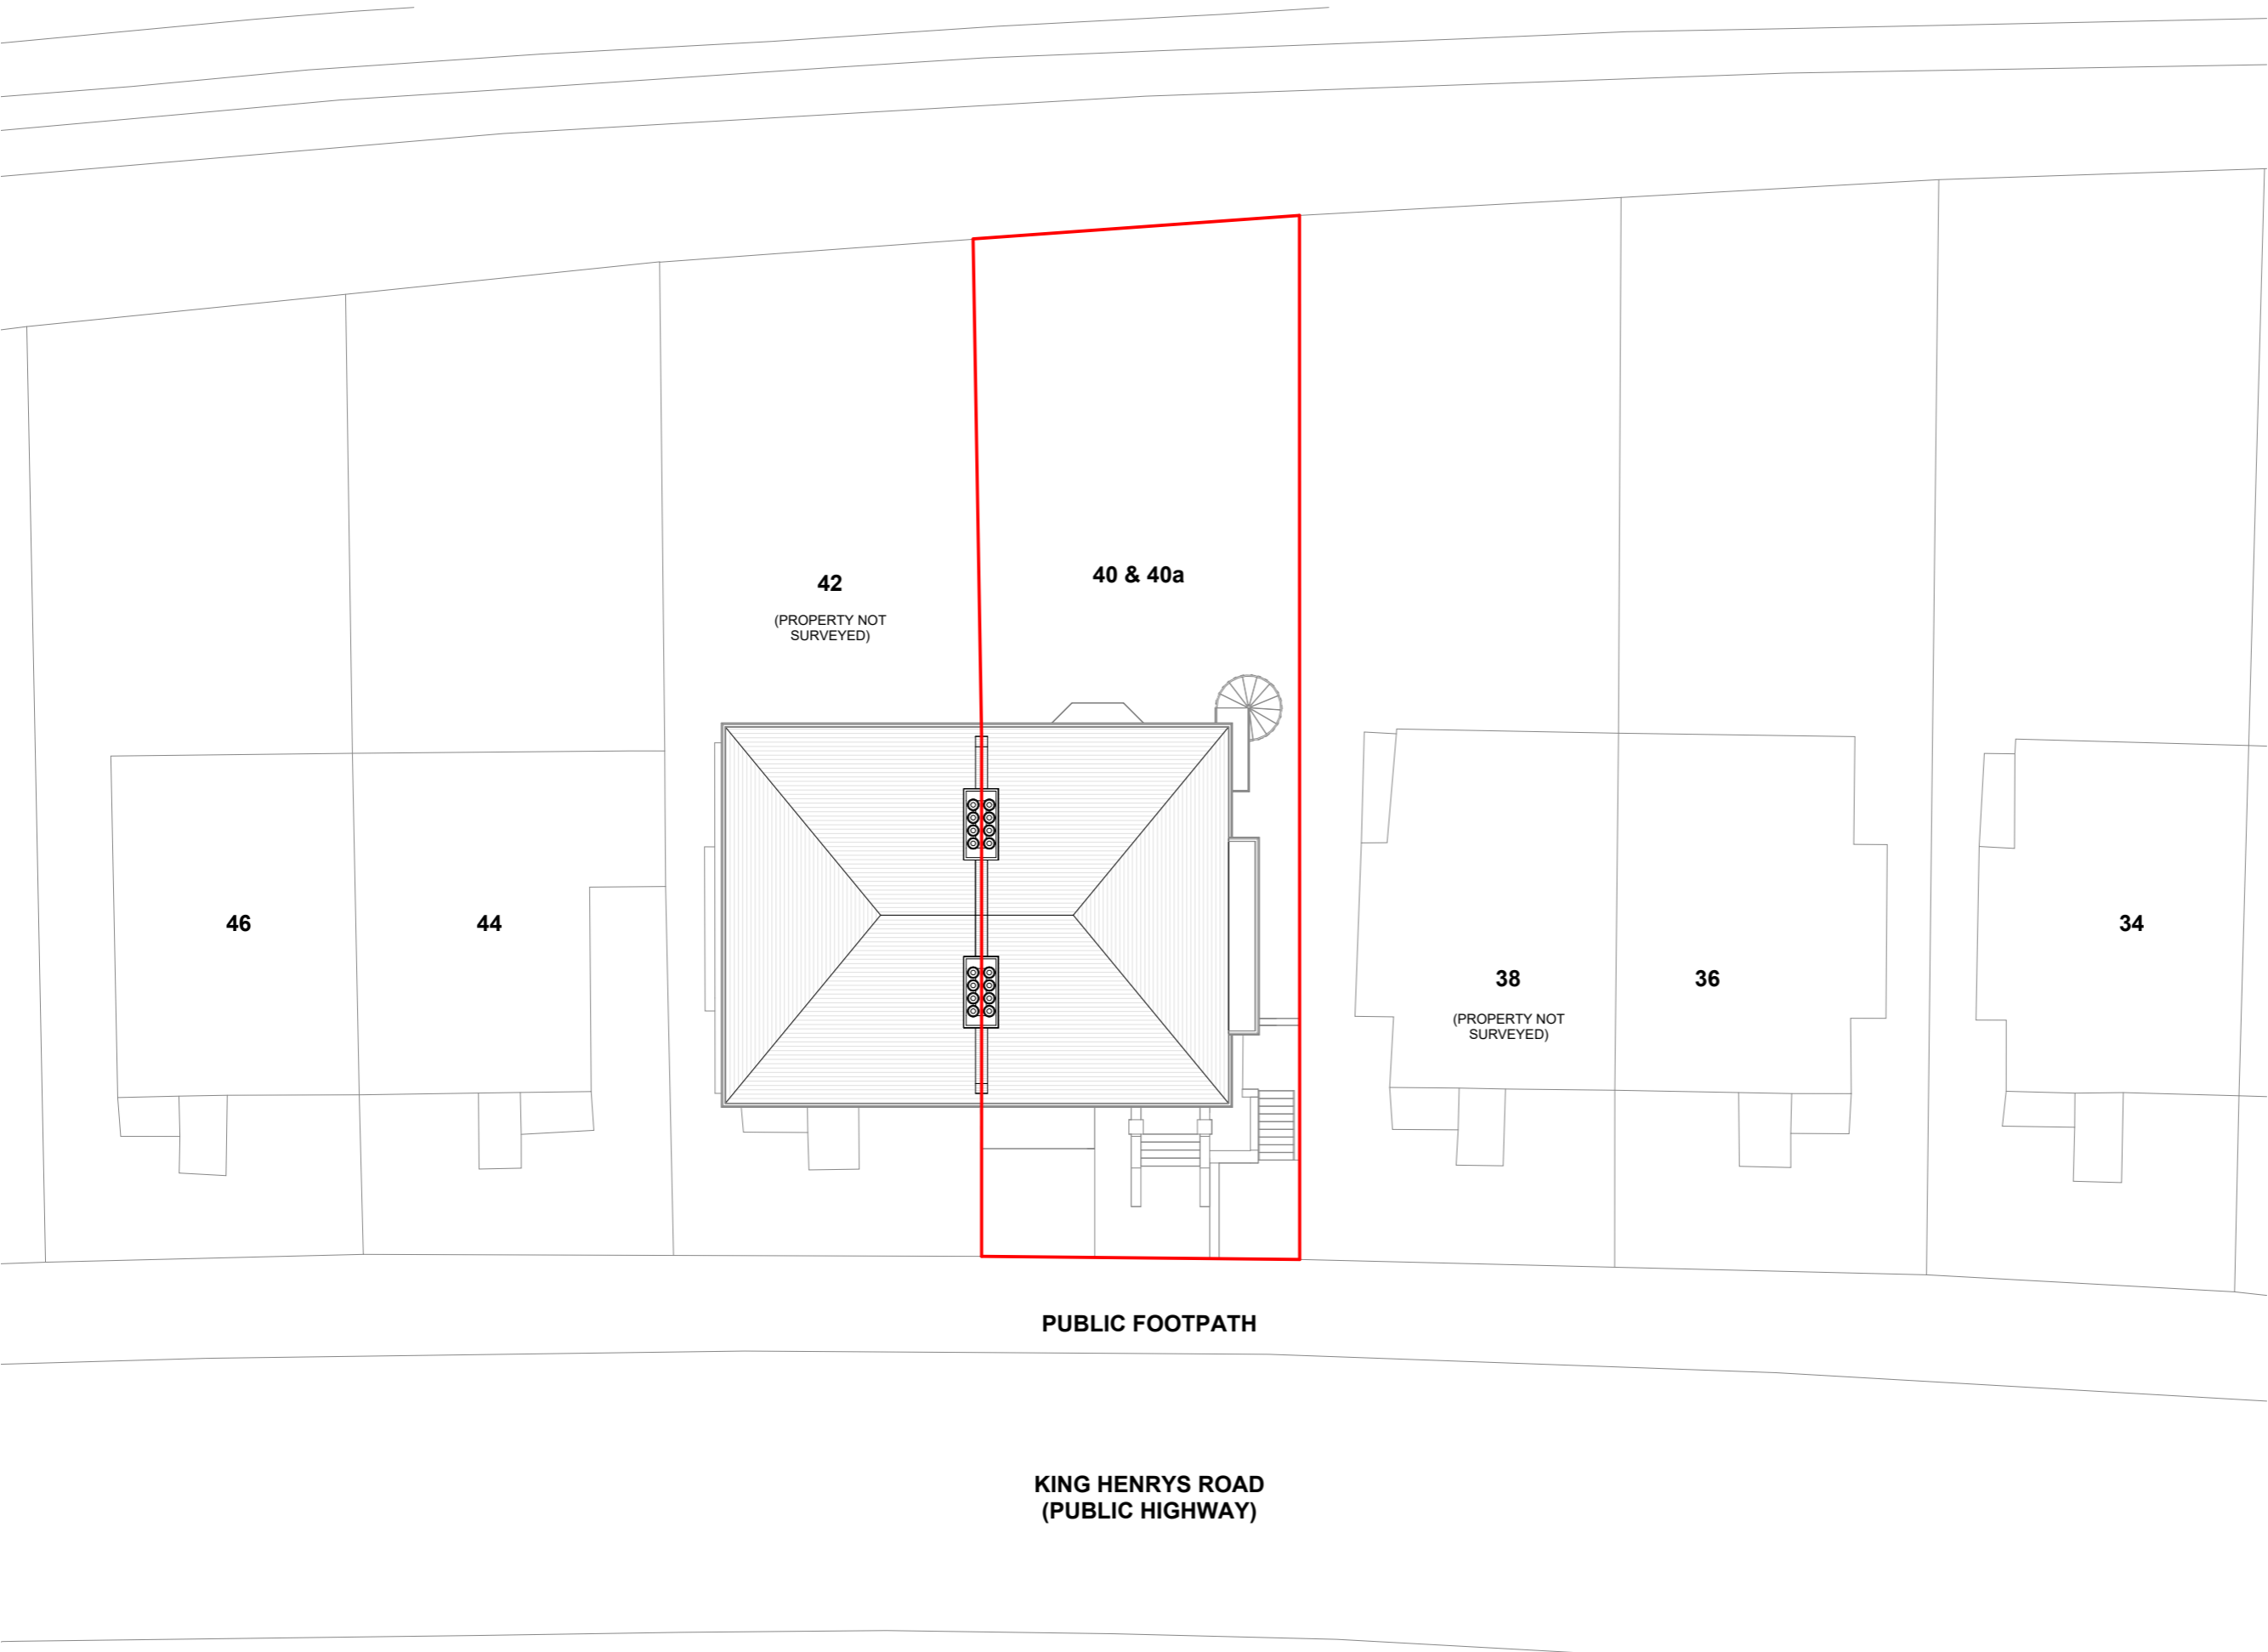 42
(PROPERTY NOT
SURVEYED)
40 & 40a
46
44
38
(PROPERTY NOT
SURVEYED)
36
34
PUBLIC FOOTPATH
KING HENRYS ROAD
(PUBLIC HIGHWAY)